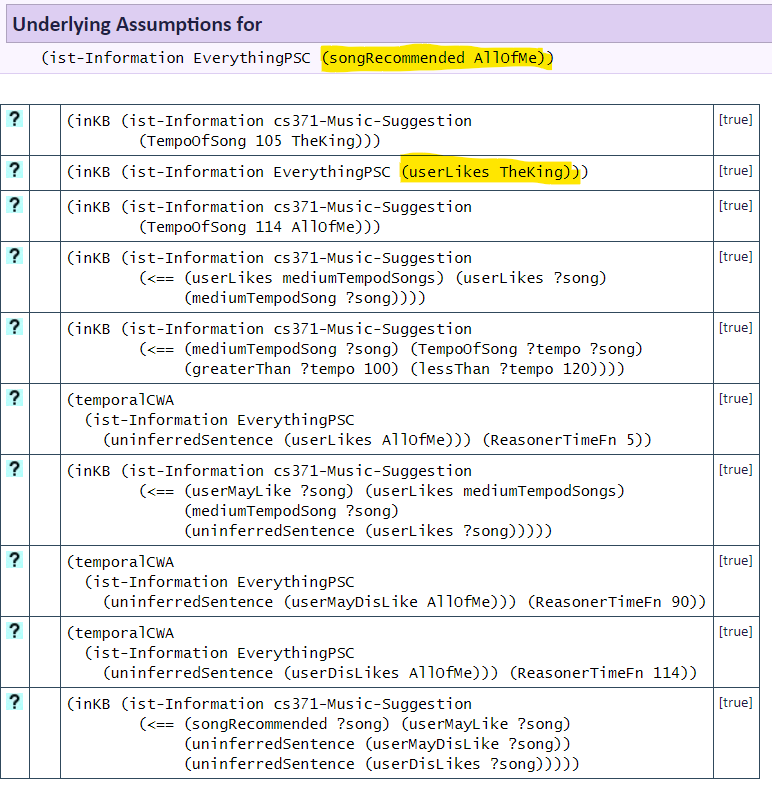 Underlying Assumptions for
(ist-Information EverythingPSC (songRecommended AllOfMe))
? (inKB (ist-Information cs371-Music-Suggestion [true]
(TempoOfSong 105 TheKing)))
? (inKB (ist-Information EverythingPSC (userLikes TheKing))) [true]
? (inKB (ist-Information cs371-Music-Suggestion [true]
(TempoOfSong 114 AllOfMe)))
? (inKB (ist-Information cs371-Music-Suggestion [true]
(<== (userLikes mediumTempodSongs) (userLikes ?song)
(mediumTempodSong ?song))))
? (inKB (ist-Information cs371-Music-Suggestion [true]
(<== (mediumTempodSong ?song) (TempoOfSong ?tempo ?song)
(greaterThan ?tempo 100) (lessThan ?tempo 120))))
? (temporalCWA [true]
(ist-Information EverythingPSC
(uninferredSentence (userLikes AllOfMe))) (ReasonerTimeFn 5))
? (inKB (ist-Information cs371-Music-Suggestion [true]
(<== (userMayLike ?song) (userLikes mediumTempodSongs)
(mediumTempodSong ?song)
(uninferredSentence (userLikes ?song)))))
? (temporalCWA [true]
(ist-Information EverythingPSC
(uninferredSentence (userMayDisLike AllOfMe))) (ReasonerTimeFn 90))
? (temporalCWA [true]
(ist-Information EverythingPSC
(uninferredSentence (userDisLikes AllOfMe))) (ReasonerTimeFn 114))
? (inKB (ist-Information cs371-Music-Suggestion [true]
(<== (songRecommended ?song) (userMayLike ?song)
(uninferredSentence (userMayDisLike ?song))
(uninferredSentence (userDisLikes ?song)))))